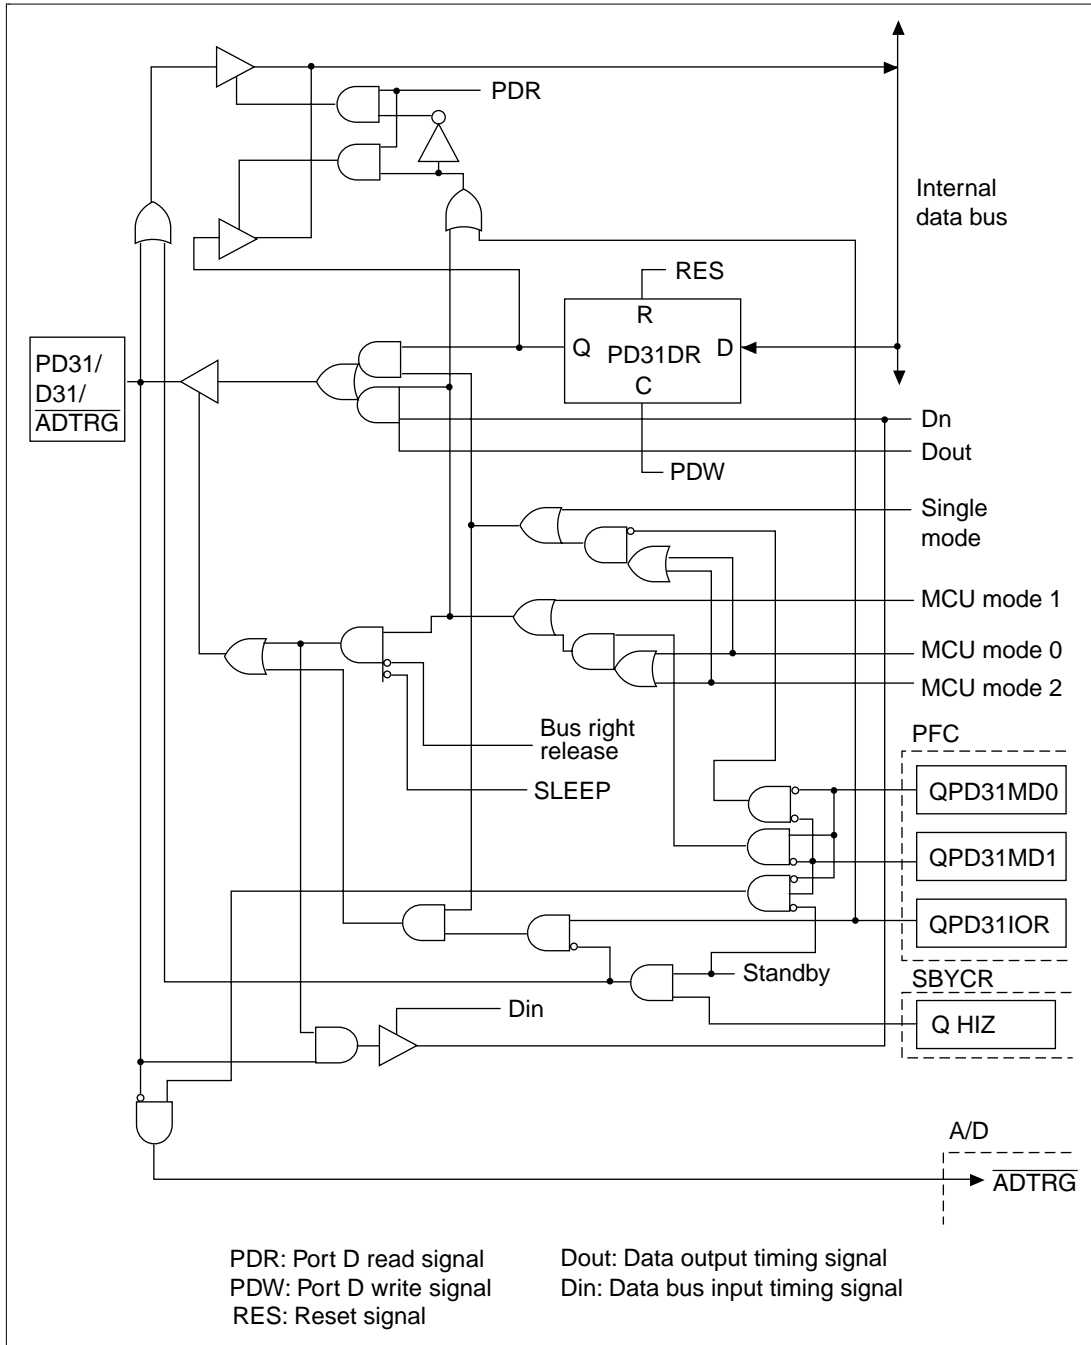 PDR
Internal
data bus
RES
R
Q
PD31DR
D
C
PD31/
D31/
ADTRG
Dn
Dout
PDW
Single
mode
MCU mode 1
MCU mode 0
MCU mode 2
Bus right
release
SLEEP
PFC
QPD31MD0
QPD31MD1
QPD31IOR
Standby
SBYCR
Q HIZ
Din
A/D
ADTRG
PDR: Port D read signal
PDW: Port D write signal
RES: Reset signal
Dout: Data output timing signal
Din: Data bus input timing signal